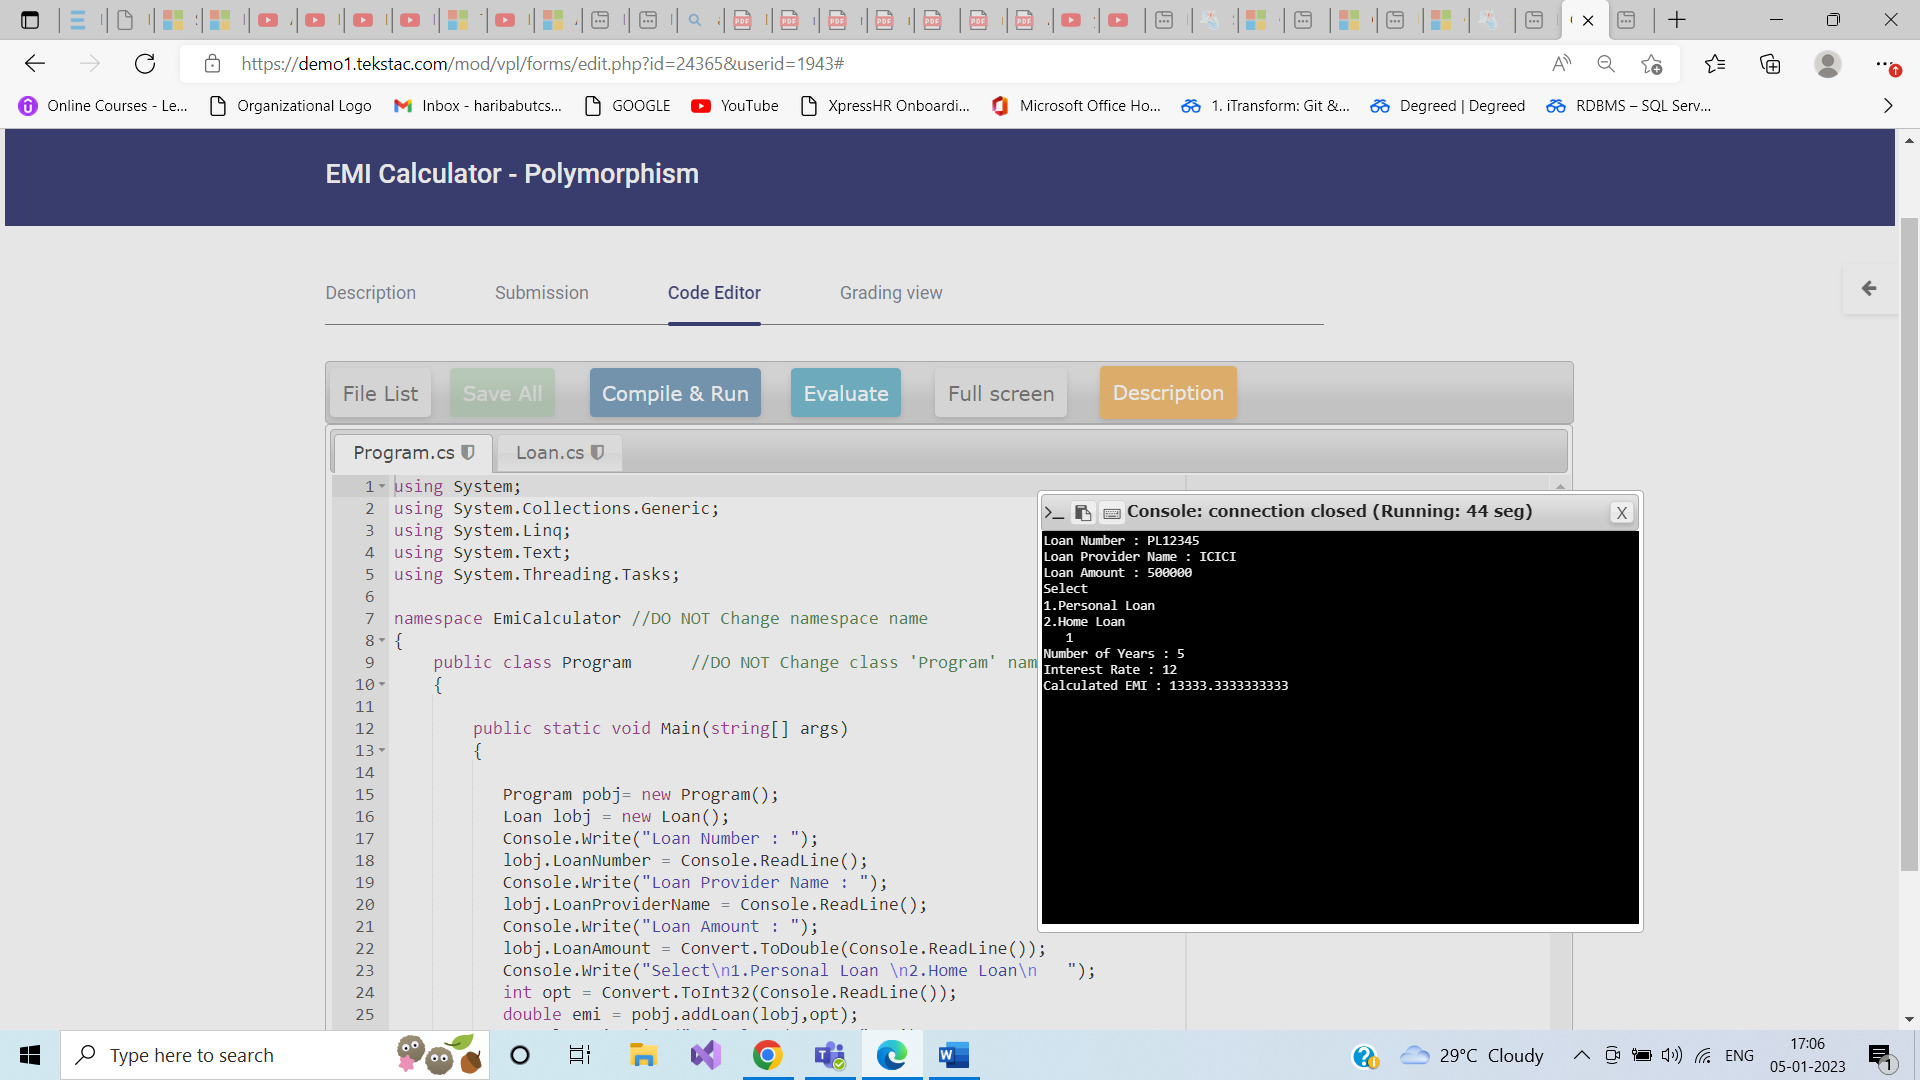 https://demo1.tekstac.com/mod/vpl/forms/edit.php?id=24365&userid=1943#
Online Courses - Le...
Organizational Logo
Inbox - haribabutcs...
GOOGLE
YouTube
XpressHR Onboardi...
Microsoft Office Ho...
1. iTransform: Git &...
Degreed | Degreed
RDBMS – SQL Serv...
EMI Calculator - Polymorphism
Description
Submission
Code Editor
Grading view
File List
Save All
Compile & Run
Evaluate
Full screen
Description
Program.cs
Loan.cs
1 using System;
2 using System.Collections.Generic;
3 using System.Linq;
4 using System.Text;
5 using System.Threading.Tasks;
6
7 namespace EmiCalculator //DO NOT Change namespace name
8 {
9 public class Program //DO NOT Change class 'Program' nam
10 {
11
12 public static void Main(string[] args)
13 {
14
15 Program pobj= new Program();
16 Loan lobj = new Loan();
17 Console.Write("Loan Number : ");
18 lobj.LoanNumber = Console.ReadLine();
19 Console.Write("Loan Provider Name : ");
20 lobj.LoanProviderName = Console.ReadLine();
21 Console.Write("Loan Amount : ");
22 lobj.LoanAmount = Convert.ToDouble(Console.ReadLine());
23 Console.Write("Select\n1.Personal Loan \n2.Home Loan\n   ");
24 int opt = Convert.ToInt32(Console.ReadLine());
25 double emi = pobj.addLoan(lobj,opt);
Console: connection closed (Running: 44 seg)
X
Loan Number : PL12345
Loan Provider Name : ICICI
Loan Amount : 500000
Select
1.Personal Loan
2.Home Loan
1
Number of Years : 5
Interest Rate : 12
Calculated EMI : 13333.3333333333
Type here to search
29°C Cloudy
ENG
17:06
05-01-2023
1